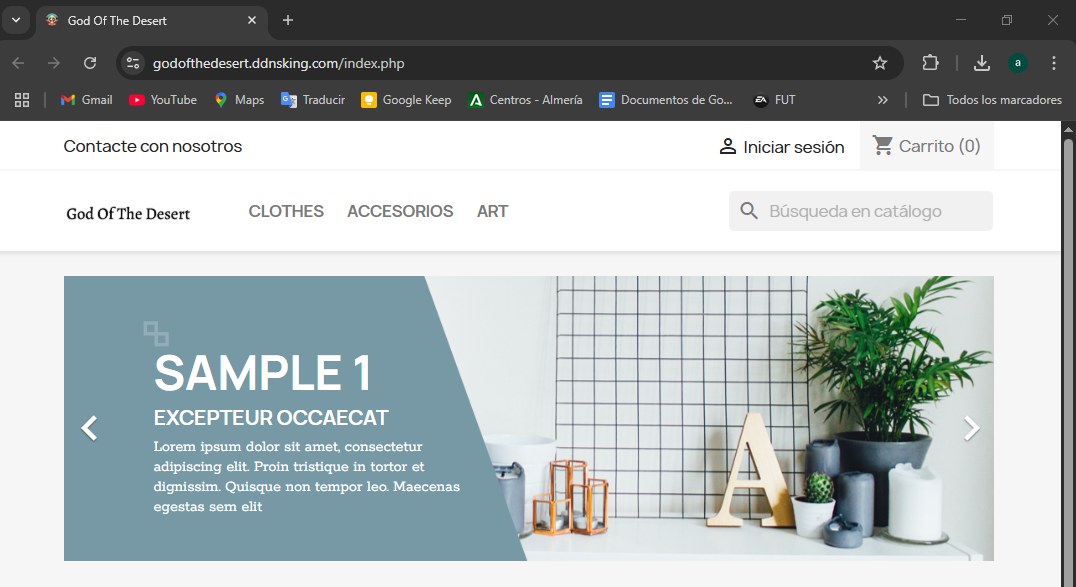 God Of The Desert
godofthedesert.ddnsking.com/index.php
a
Gmail
YouTube
Maps
Traducir
Google Keep
Centros - Almería
Documentos de Go...
EA
FUT
Todos los marcadores
Contacte con nosotros
Iniciar sesión
Carrito (0)
God Of The Desert
CLOTHES
ACCESORIOS
ART
Búsqueda en catálogo
SAMPLE 1
EXCEPTEUR OCCAECAT
Lorem ipsum dolor sit amet, consectetur
adipiscing elit. Proin tristique in tortor et
dignissim. Quisque non tempor leo. Maecenas
egestas sem elit
A